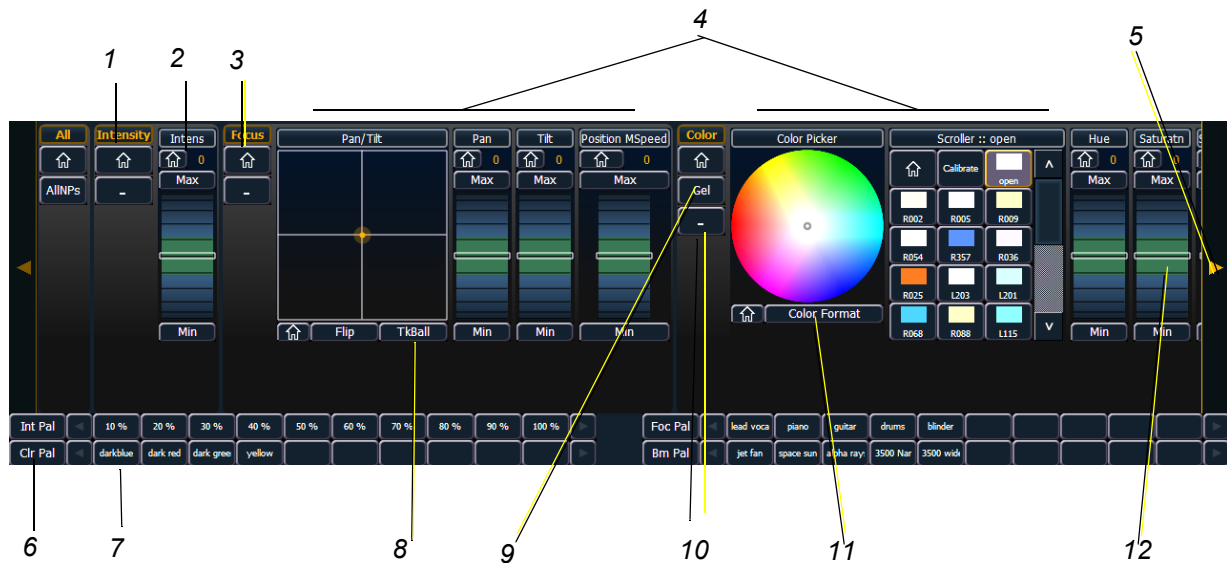 4
1 2 3 5
All Intensity Intens Focus Pan/Tilt Pan Tilt Position MSpeed Color Color Picker Scroller :: open Hue Saturatn S
0 0 0 0 Calibrate open 0 0
AllNPs - Max - Max Max Max Gel Max Max
-
R002 R005 R009
R054 R357 R036
R025 L203 L201
Color Format
Min Flip TkBall Min Min Min R068 R088 L115 Min Min
Int Pal 10 % 20 % 30 % 40 % 50 % 60 % 70 % 80 % 90 % 100 % Foc Pal lead voca piano guitar drums blinder
Clr Pal darkblue dark red dark gree yellow Bm Pal jet fan space sun alpha rays 3500 Nar 3500 wide
6 7 8 9 10 11 12